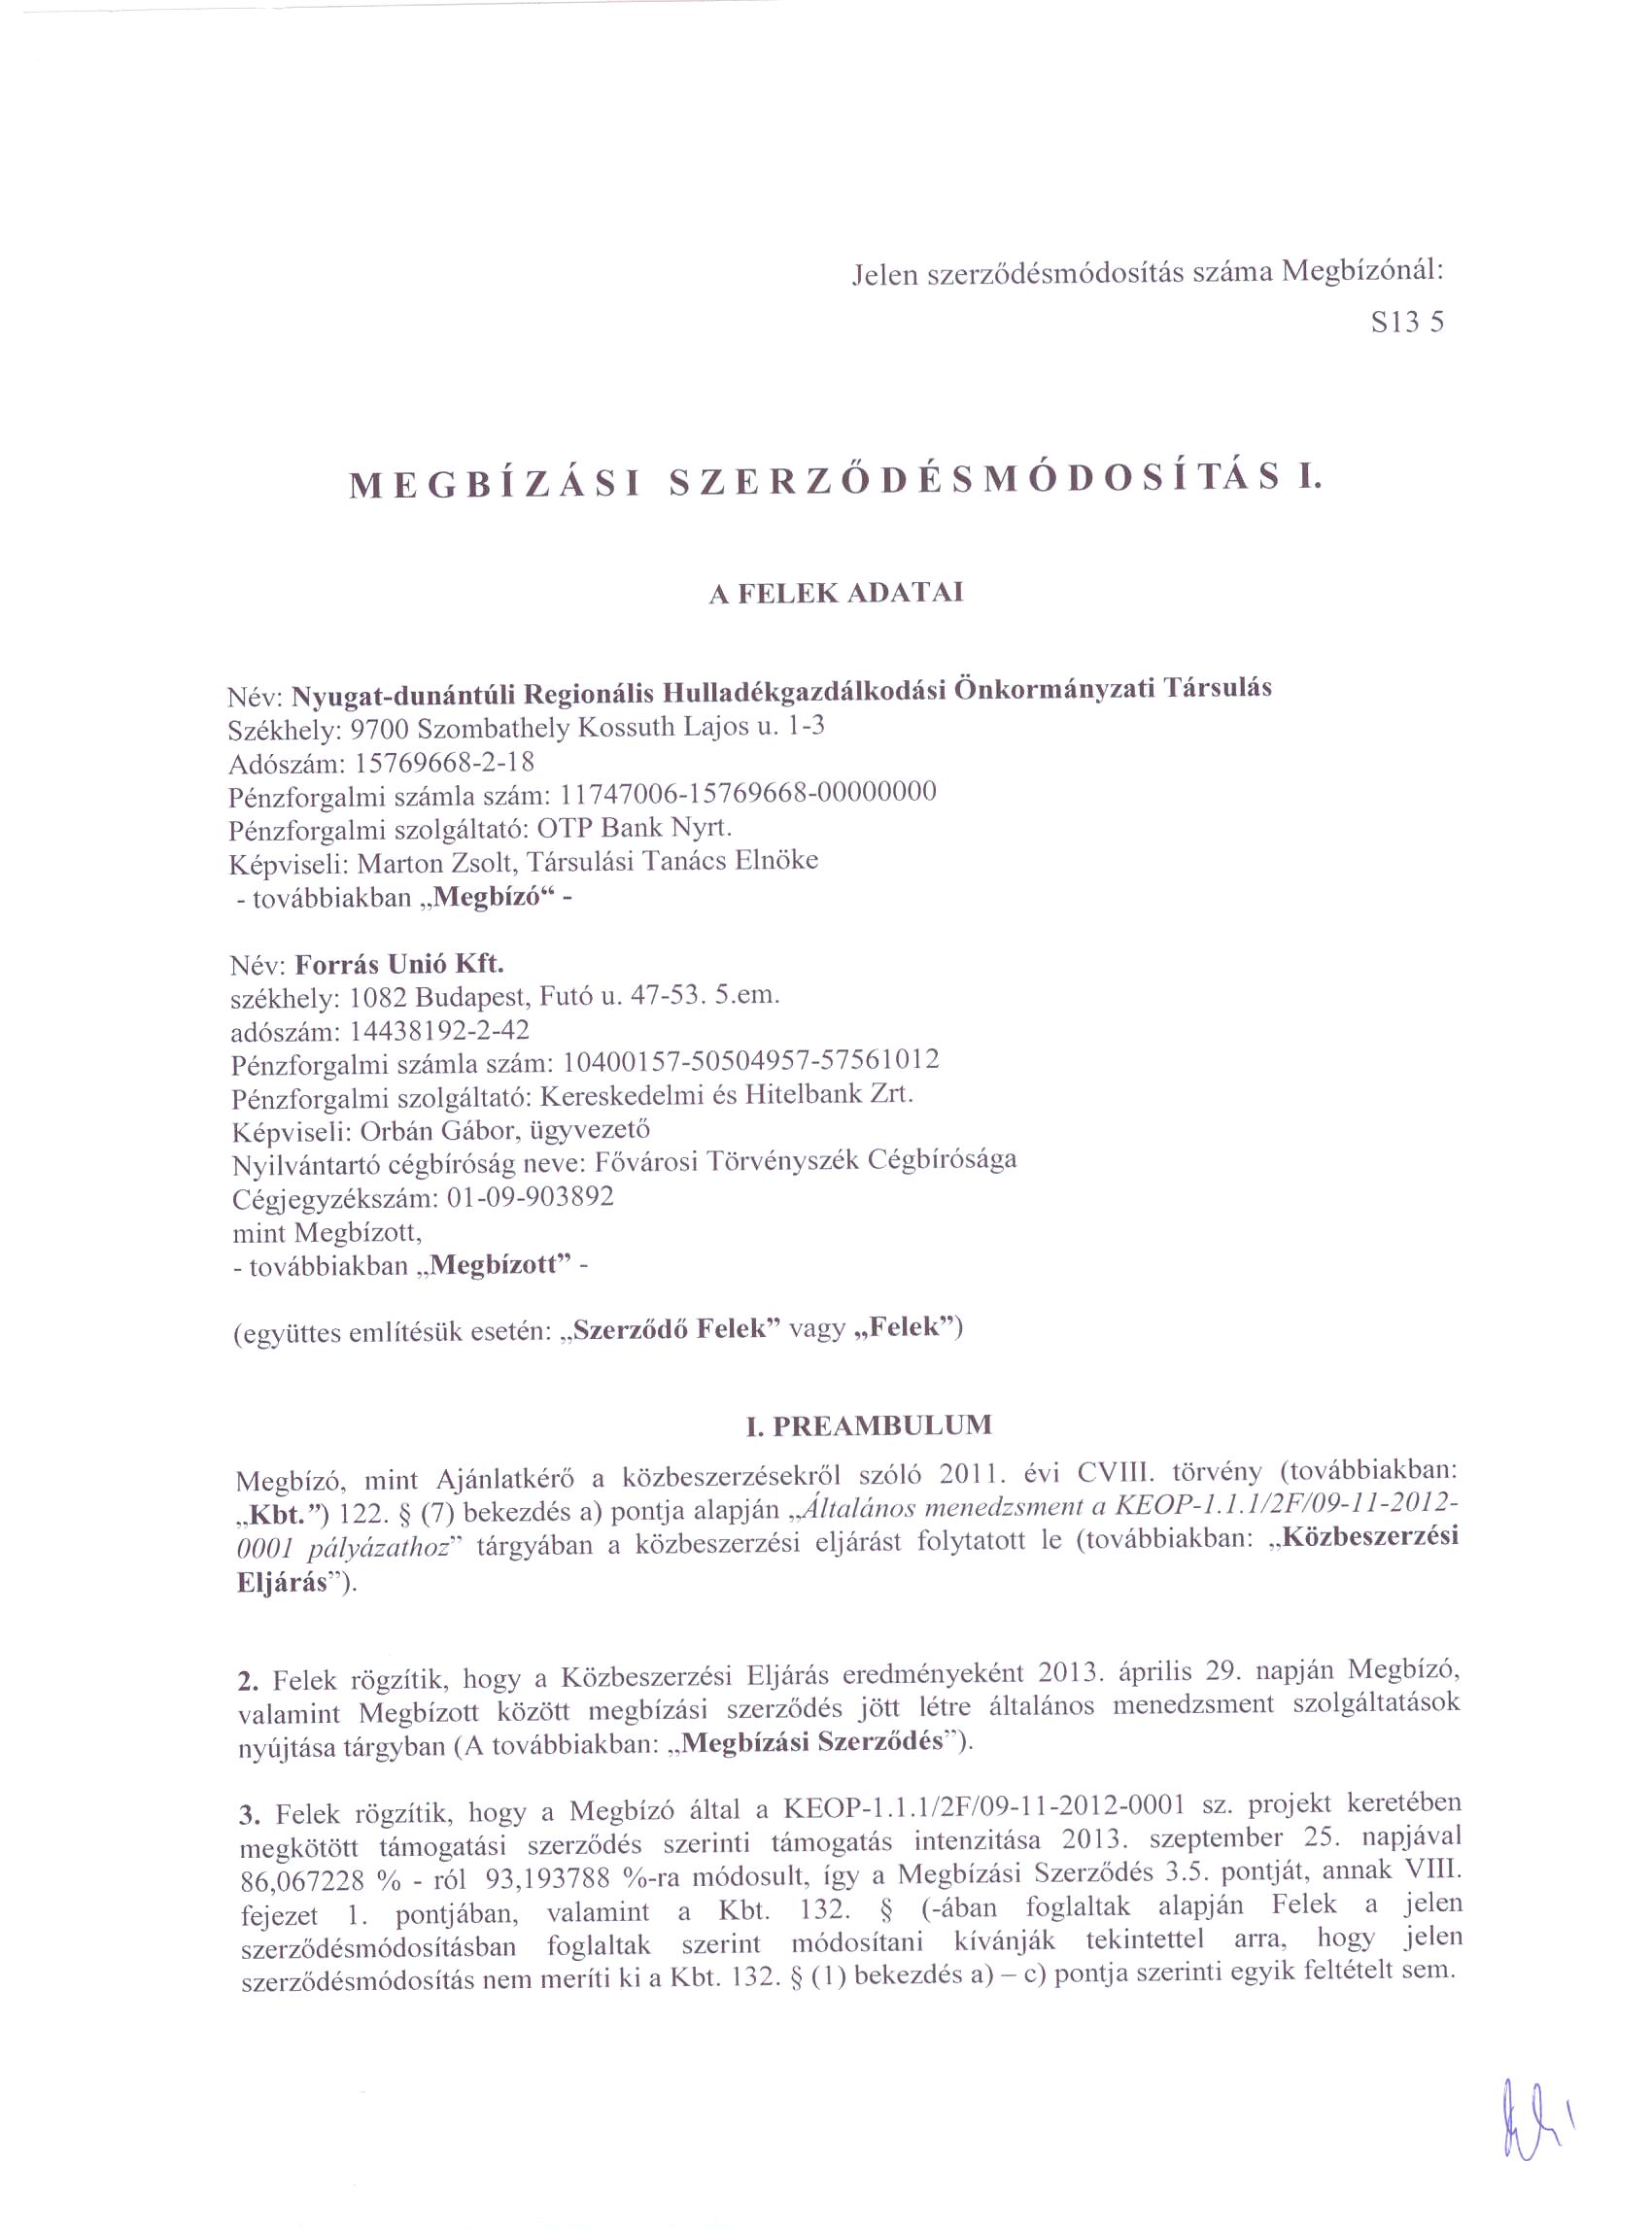 Jelen szerződésmódosítás száma Megbízónál:
S13 5
MEGBÍZÁSI SZERZŐDÉSMÓDOSÍTÁS I.
A FELEK ADATAI
Név: Nyugat-dunántúli Regionális Hulladékgazdálkodási Önkormányzati Társulás
Székhely: 9700 Szombathely Kossuth Lajos u. 1-3
Adószám: 15769668-2-18
Pénzforgalmi számla szám: 11747006-15769668-00000000
Pénzforgalmi szolgáltató: OTP Bank Nyrt.
Képviseli: Marton Zsolt, Társulási Tanács Elnöke
- továbbiakban „Megbízó“ -
Név: Forrás Unió Kft.
székhely: 1082 Budapest, Futó u. 47-53. 5.em.
adószám: 14438192-2-42
Pénzforgalmi számla szám: 10400157-50504957-57561012
Pénzforgalmi szolgáltató: Kereskedelmi és Hitelbank Zrt.
Képviseli: Orbán Gábor, ügyvezető
Nyilvántartó cégbíróság neve: Fővárosi Törvényszék Cégbírósága
Cégjegyzékszám: 01-09-903892
mint Megbízott,
- továbbiakban „Megbízott” -
(együttes említésük esetén: „Szerződő Felek” vagy „Felek”)
I. PREAMBULUM
Megbízó, mint Ajánlatkérő a közbeszerzésekről szóló 2011. évi CVIII. törvény (továbbiakban:
„Kbt.”) 122. § (7) bekezdés a) pontja alapján „Általános menedzsment a KEOP-1.1.1/2F/09-11-2012-
0001 pályázathoz” tárgyában a közbeszerzési eljárást folytatott le (továbbiakban: „Közbeszerzési
Eljárás”).
2. Felek rögzítik, hogy a Közbeszerzési Eljárás eredményeként 2013. április 29. napján Megbízó,
valamint Megbízott között megbízási szerződés jött létre általános menedzsment szolgáltatások
nyújtása tárgyban (A továbbiakban: „Megbízási Szerződés”).
3. Felek rögzítik, hogy a Megbízó által a KEOP-1.1.1/2F/09-11-2012-0001 sz. projekt keretében
megkötött támogatási szerződés szerinti támogatás intenzitása 2013. szeptember 25. napjával
86,067228 % - ról 93,193788 %-ra módosult, így a Megbízási Szerződés 3.5. pontját, annak VIII.
fejezet 1. pontjában, valamint a Kbt. 132. § (-ában foglaltak alapján Felek a jelen
szerződésmódosításban foglaltak szerint módosítani kívánják tekintettel arra, hogy jelen
szerződésmódosítás nem meríti ki a Kbt. 132. § (1) bekezdés a) – c) pontja szerinti egyik feltételt sem.